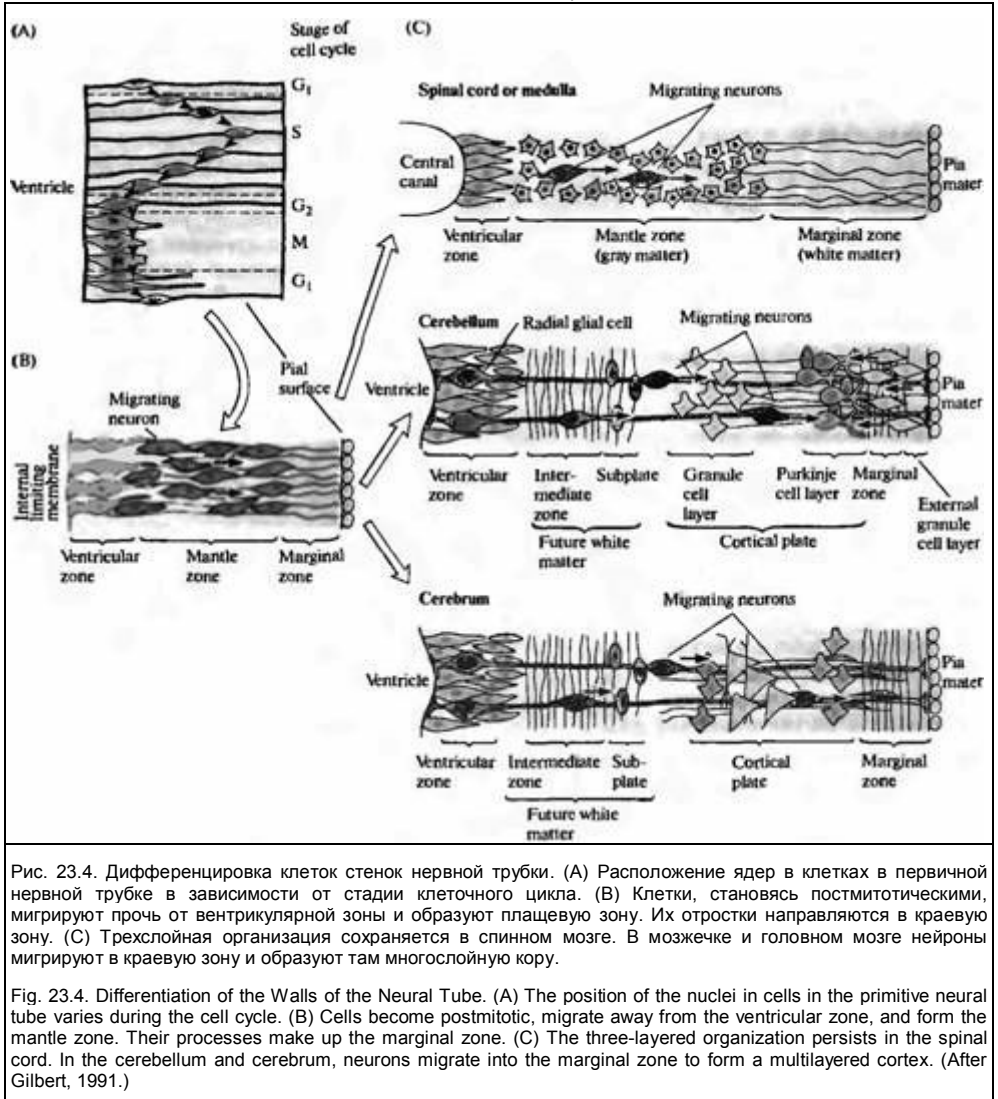 (A)
Stage of
cell cycle
G1
S
Ventricle
G2
M
G1
(B)
Pial
surface
Migrating
neuron
Internal
limiting
membrane
Ventricular
zone
Mantle
zone
Marginal
zone
(C)
Spinal cord or medulla
Migrating neurons
Central
canal
Pia
mater
Ventricular
zone
Mantle zone
(gray matter)
Marginal zone
(white matter)
Cerebellum
Radial glial cell
Migrating neurons
Ventricle
Pia
mater
Ventricular
zone
Inter-
mediate
zone
Subplate
Granule
cell
layer
Purkinje
cell layer
Marginal
zone
External
granule
cell layer
Future white
matter
Cortical plate
Cerebrum
Migrating neurons
Ventricle
Pia
mater
Ventricular
zone
Intermediate
zone
Sub-
plate
Cortical
plate
Marginal
zone
Future white
matter
Рис. 23.4. Дифференцировка клеток стенок нервной трубки. (A) Расположение ядер в клетках в первичной
нервной трубке в зависимости от стадии клеточного цикла. (B) Клетки, становясь постмитотическими,
мигрируют прочь от вентрикулярной зоны и образуют плащевую зону. Их отростки направляются в краевую
зону. (C) Трехслойная организация сохраняется в спинном мозге. В мозжечке и головном мозге нейроны
мигрируют в краевую зону и образуют там многослойную кору.
Fig. 23.4. Differentiation of the Walls of the Neural Tube. (A) The position of the nuclei in cells in the primitive neural
tube varies during the cell cycle. (B) Cells become postmitotic, migrate away from the ventricular zone, and form the
mantle zone. Their processes make up the marginal zone. (C) The three-layered organization persists in the spinal
cord. In the cerebellum and cerebrum, neurons migrate into the marginal zone to form a multilayered cortex. (After
Gilbert, 1991.)